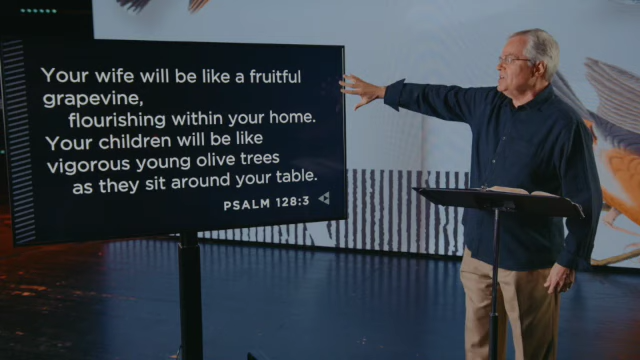 Your wife will be like a fruitful
grapevine,
flourishing within your home.
Your children will be like
vigorous young olive trees
as they sit around your table.
PSALM 128:3